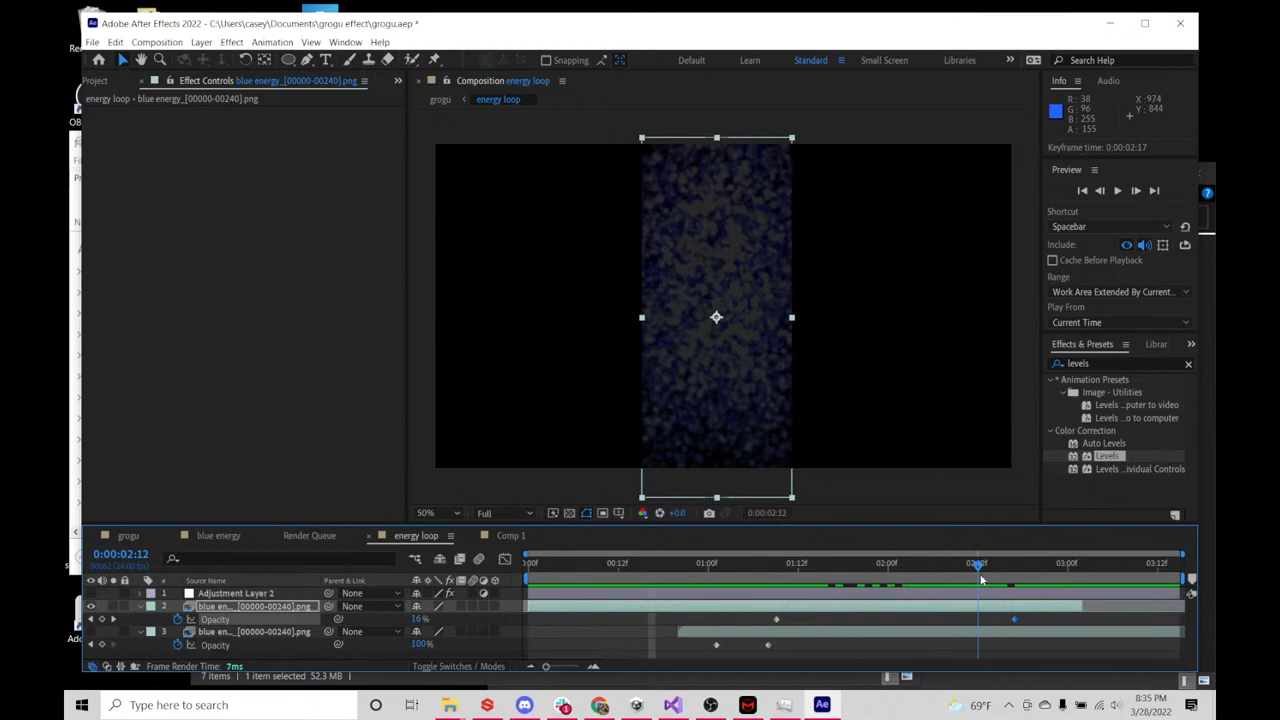 Adobe After Effects 2022 - C:\Users\casey\Documents\grogu effect\grogu.aep *
File Edit Composition Layer Effect Animation View Window Help
Snapping Default Learn Standard Small Screen Libraries Search Help
Project Effect Controls blue energy_[00000-00240].png Composition energy loop Info Audio
energy loop • blue energy_[00000-00240].png grogu energy loop
R: 38 X: 974
G: 96 Y: 844
B: 255
A: 155
Keyframe time: 0:00:02:17
Preview
Shortcut
Spacebar
Include:
Cache Before Playback
Range
Work Area Extended By Current...
Play From
Current Time
Effects & Presets Librar
levels
* Animation Presets
Image - Utilities
Levels ...puter to video
Levels ...o to computer
Color Correction
Auto Levels
Levels
Levels ...ividual Controls
50% Full +0.0 0:00:02:12
grogu blue energy Render Queue energy loop Comp 1
0:00:02:12
00062 (24.00 fps)
:00f 00:12f 01:00f 01:12f 02:00f 03:00f 03:12f
Source Name Parent & Link
1 Adjustment Layer 2 None
2 blue en..._[00000-00240].png None
Opacity 16 %
3 blue en..._[00000-00240].png None
Opacity 100 %
Frame Render Time: 7ms Toggle Switches / Modes
7 items 1 item selected 52.3 MB
Type here to search 69°F 8:35 PM
3/28/2022